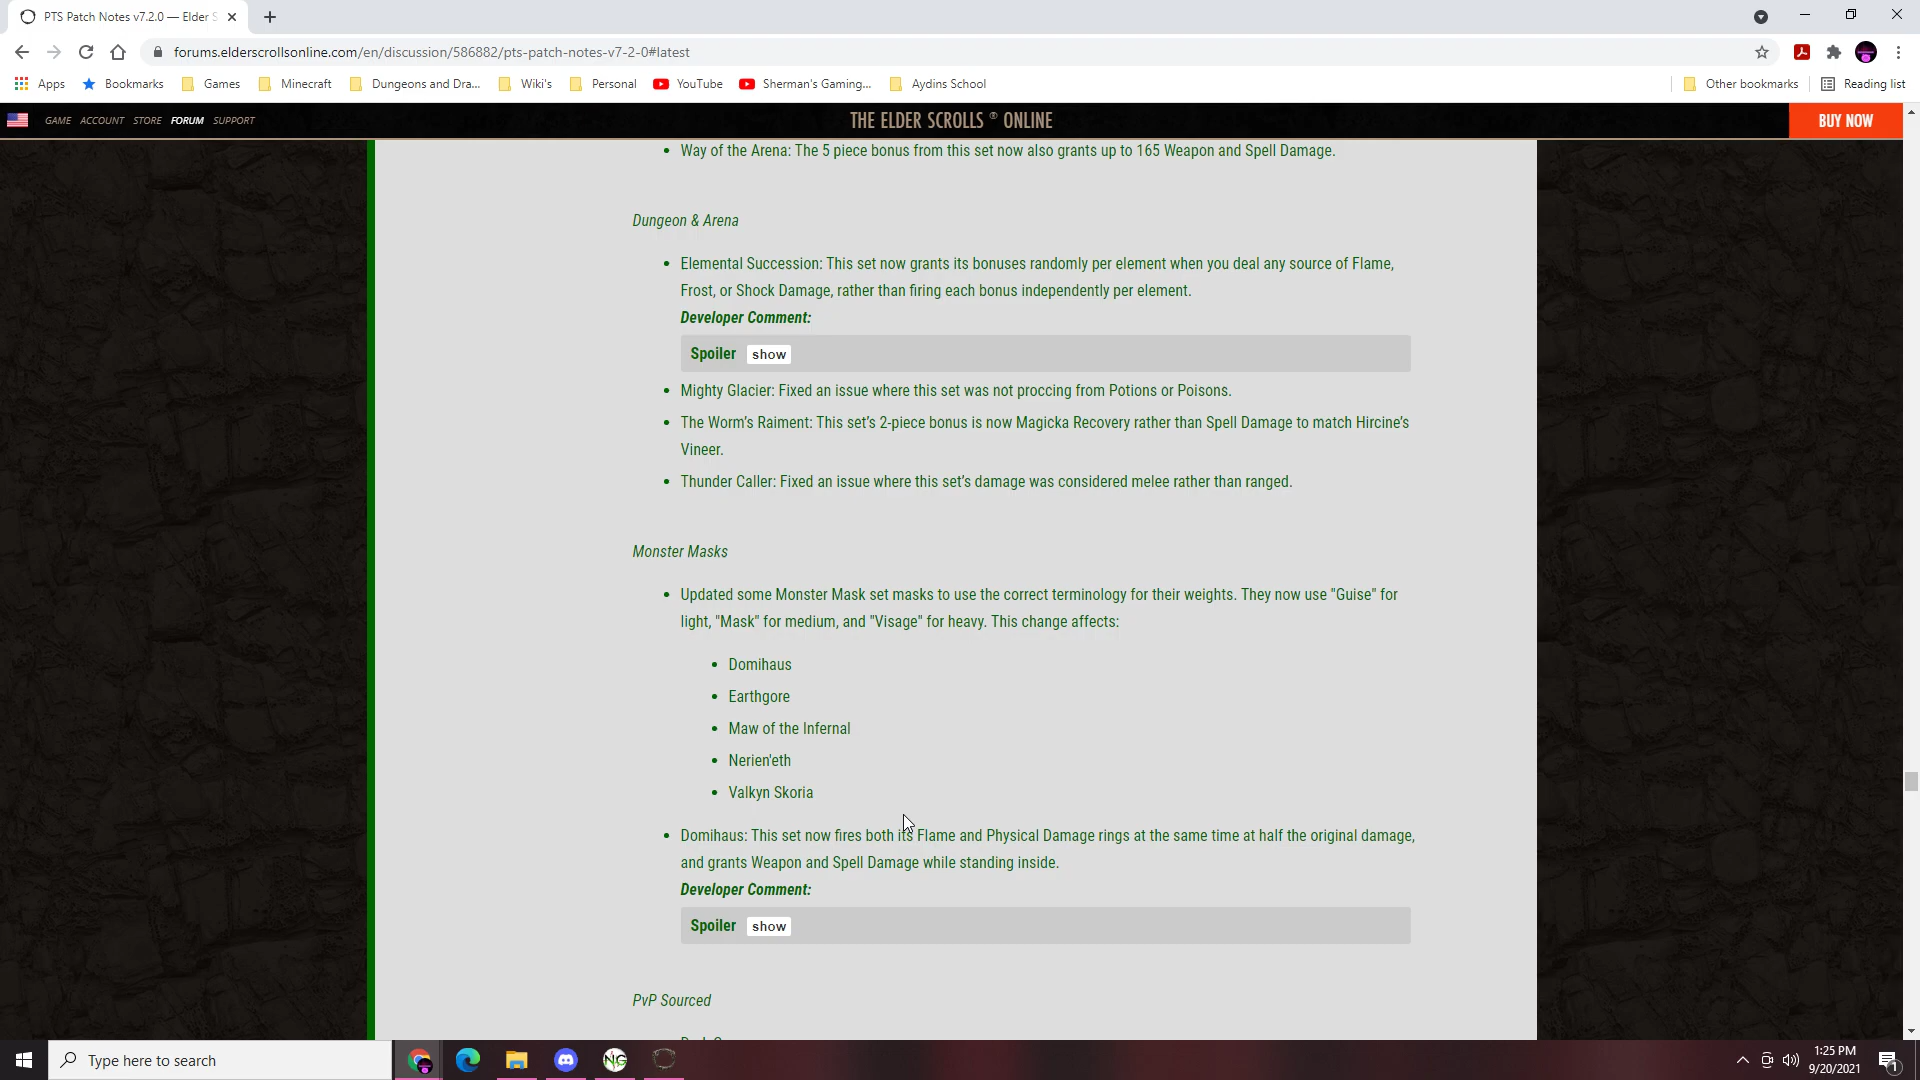 PTS Patch Notes v7.2.0 — Elder S
forums.elderscrollsonline.com/en/discussion/586882/pts-patch-notes-v7-2-0#latest
Apps Bookmarks Games Minecraft Dungeons and Dra... Wiki's Personal YouTube Sherman's Gaming... Aydins School Other bookmarks Reading list
GAME ACCOUNT STORE FORUM SUPPORT THE ELDER SCROLLS ® ONLINE BUY NOW
Way of the Arena: The 5 piece bonus from this set now also grants up to 165 Weapon and Spell Damage.
Dungeon & Arena
Elemental Succession: This set now grants its bonuses randomly per element when you deal any source of Flame,
Frost, or Shock Damage, rather than firing each bonus independently per element.
Developer Comment:
Spoiler show
Mighty Glacier: Fixed an issue where this set was not proccing from Potions or Poisons.
The Worm's Raiment: This set's 2-piece bonus is now Magicka Recovery rather than Spell Damage to match Hircine's
Vineer.
Thunder Caller: Fixed an issue where this set's damage was considered melee rather than ranged.
Monster Masks
Updated some Monster Mask set masks to use the correct terminology for their weights. They now use "Guise" for
light, "Mask" for medium, and "Visage" for heavy. This change affects:
Domihaus
Earthgore
Maw of the Infernal
Nerien'eth
Valkyn Skoria
Domihaus: This set now fires both its Flame and Physical Damage rings at the same time at half the original damage,
and grants Weapon and Spell Damage while standing inside.
Developer Comment:
Spoiler show
PvP Sourced
Type here to search
NG
1:25 PM
9/20/2021
1